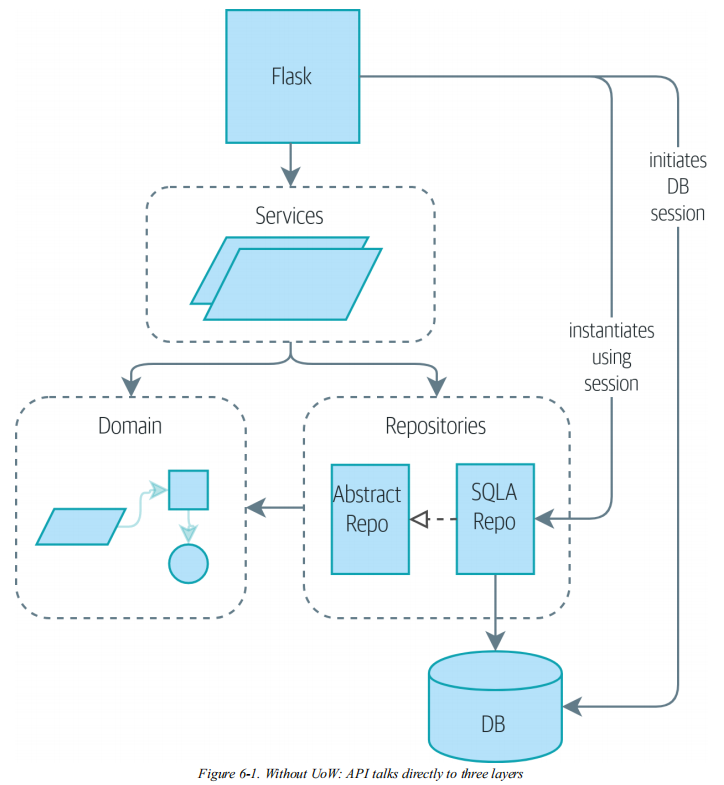 Flask
initiates
DB
session
Services
instantiates
using
session
Domain
Repositories
Abstract
Repo
SQLA
Repo
DB
Figure 6-1. Without UoW: API talks directly to three layers